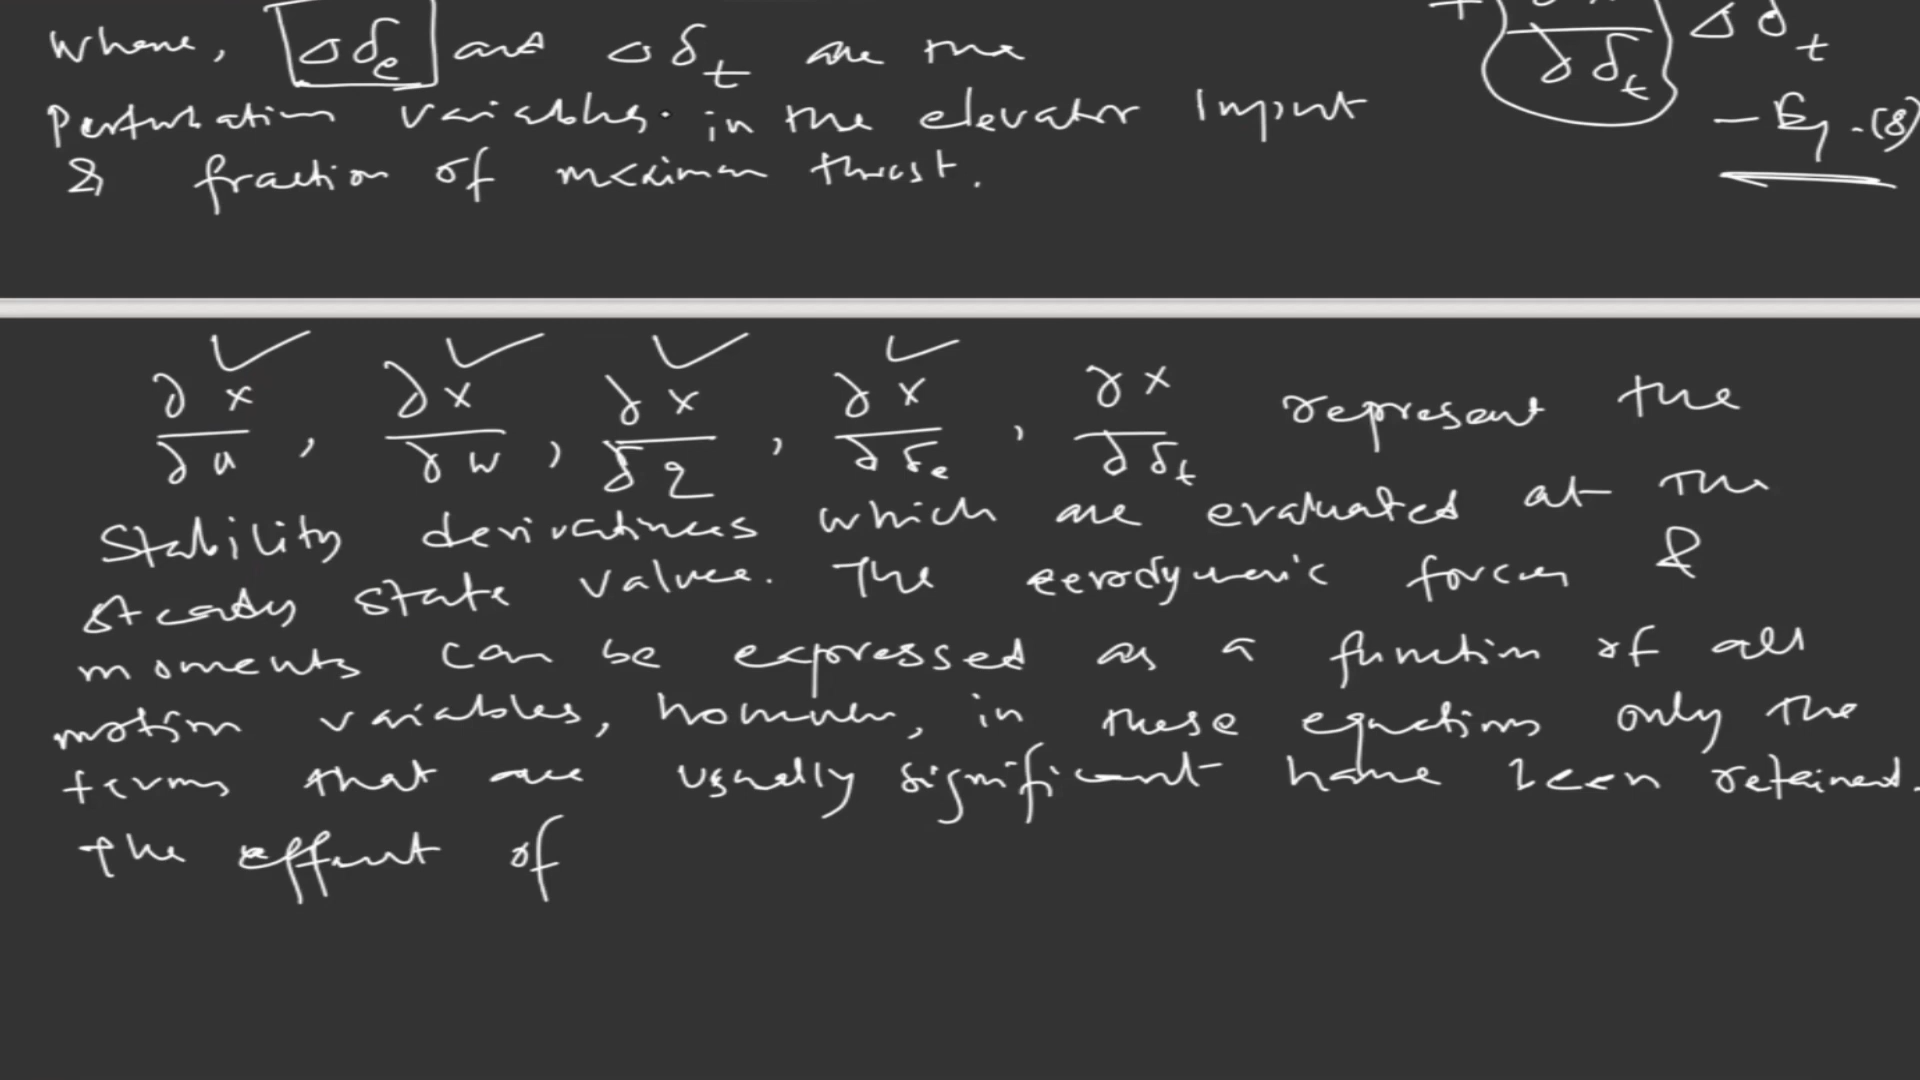 where, Δδe and Δδt are the
+ ∂x/∂δt Δδt
perturbation variables in the elevator input
— Eq.(8)
& fraction of maximum thrust.
∂x/∂u, ∂x/∂w, ∂x/∂q, ∂x/∂δe, ∂x/∂δt represent the
stability derivatives which are evaluated at the
steady state value. The aerodynamic forces &
moments can be expressed as a function of all
motion variables, however, in these equations only the
terms that are usually significant have been retained.
the effect of